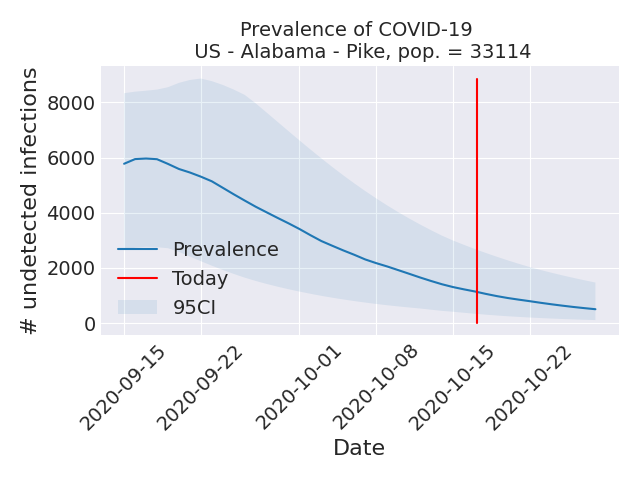 Prevalence of COVID-19
US - Alabama - Pike, pop. = 33114
# undetected infections
8000
6000
4000
2000
0
Prevalence
Today
95CI
2020-09-15
2020-09-22
2020-10-01
2020-10-08
2020-10-15
2020-10-22
Date